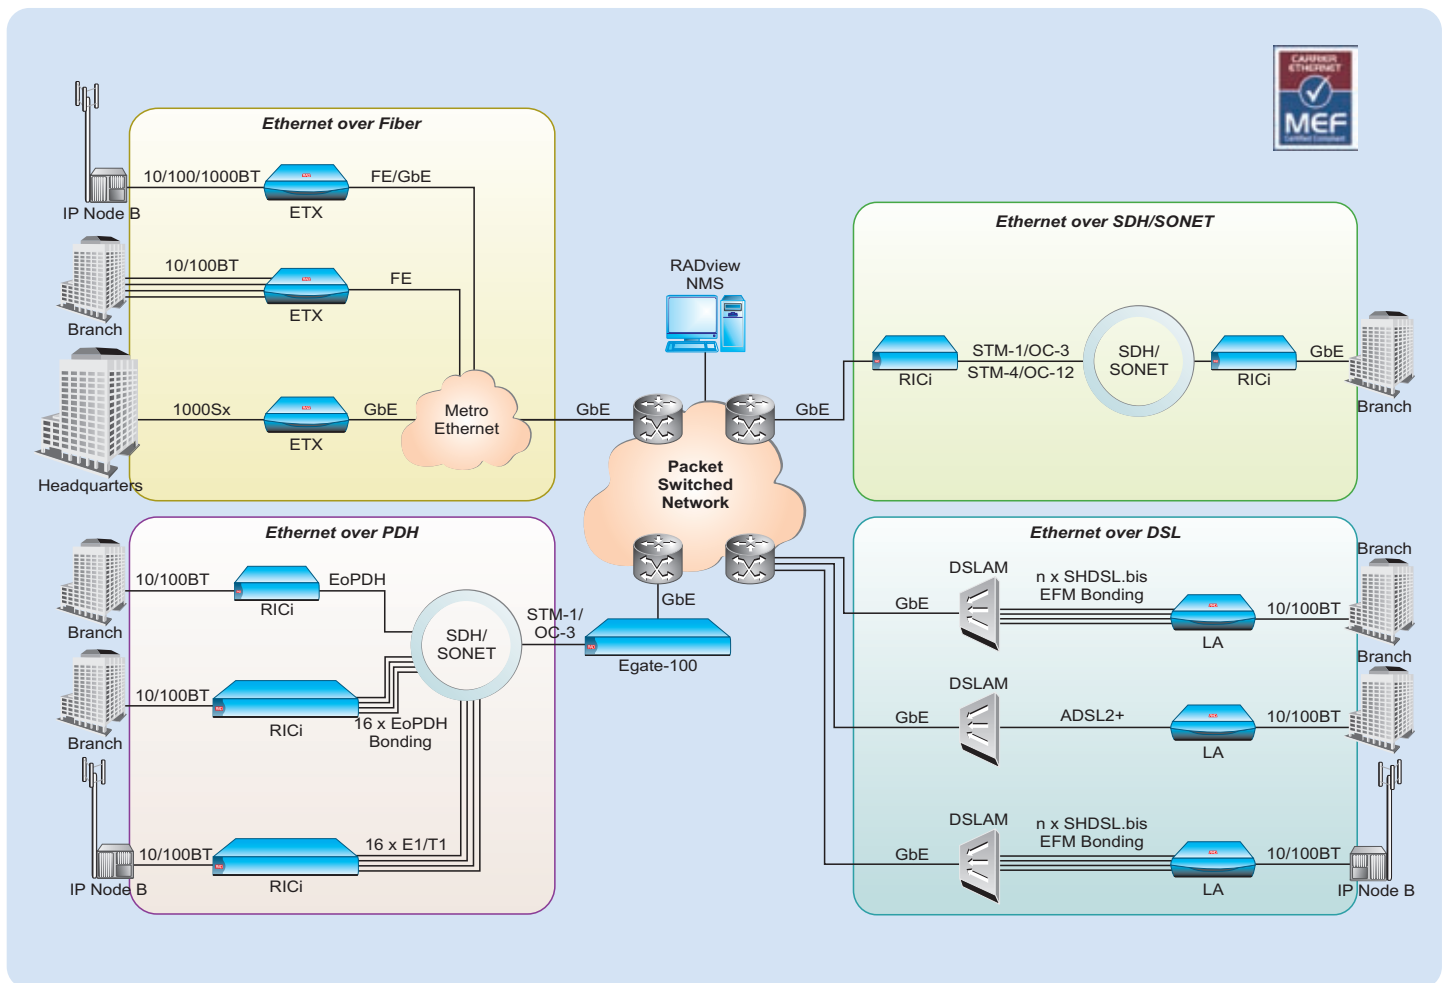 CARRIER
ETHERNET
MEF
Certified Compliant
Ethernet over Fiber
10/100/1000BT
FE/GbE
IP Node B
ETX
10/100BT
FE
Branch
ETX
1000Sx
GbE
Metro
Ethernet
ETX
Headquarters
GbE
RADview
NMS
GbE
Packet
Switched
Network
Ethernet over SDH/SONET
RICi
STM-1/OC-3
STM-4/OC-12
SDH/
SONET
RICi
GbE
Branch
Ethernet over PDH
10/100BT
EoPDH
RICi
Branch
10/100BT
RICi
16 x EoPDH
Bonding
Branch
SDH/
SONET
STM-1/
OC-3
GbE
Egate-100
10/100BT
16 x E1/T1
RICi
IP Node B
Ethernet over DSL
Branch
DSLAM
n x SHDSL.bis
EFM Bonding
GbE
10/100BT
LA
Branch
DSLAM
GbE
ADSL2+
10/100BT
LA
DSLAM
n x SHDSL.bis
EFM Bonding
GbE
10/100BT
LA
IP Node B